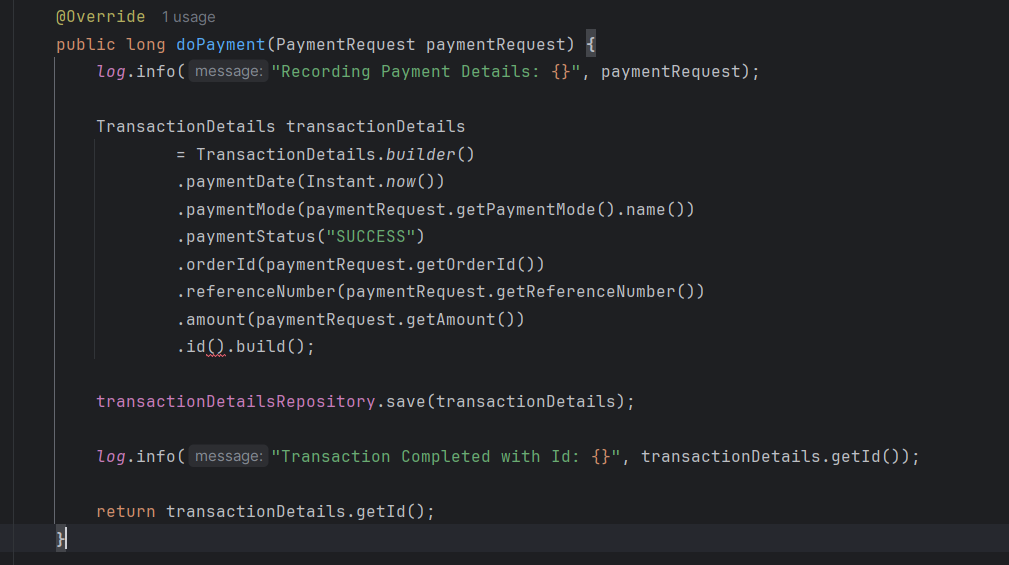 @Override 1 usage
public long doPayment(PaymentRequest paymentRequest) {
log.info( message: "Recording Payment Details: {}", paymentRequest);
TransactionDetails transactionDetails
= TransactionDetails.builder()
.paymentDate(Instant.now())
.paymentMode(paymentRequest.getPaymentMode().name())
.paymentStatus("SUCCESS")
.orderId(paymentRequest.getOrderId())
.referenceNumber(paymentRequest.getReferenceNumber())
.amount(paymentRequest.getAmount())
.id().build();
transactionDetailsRepository.save(transactionDetails);
log.info( message: "Transaction Completed with Id: {}", transactionDetails.getId());
return transactionDetails.getId();
}